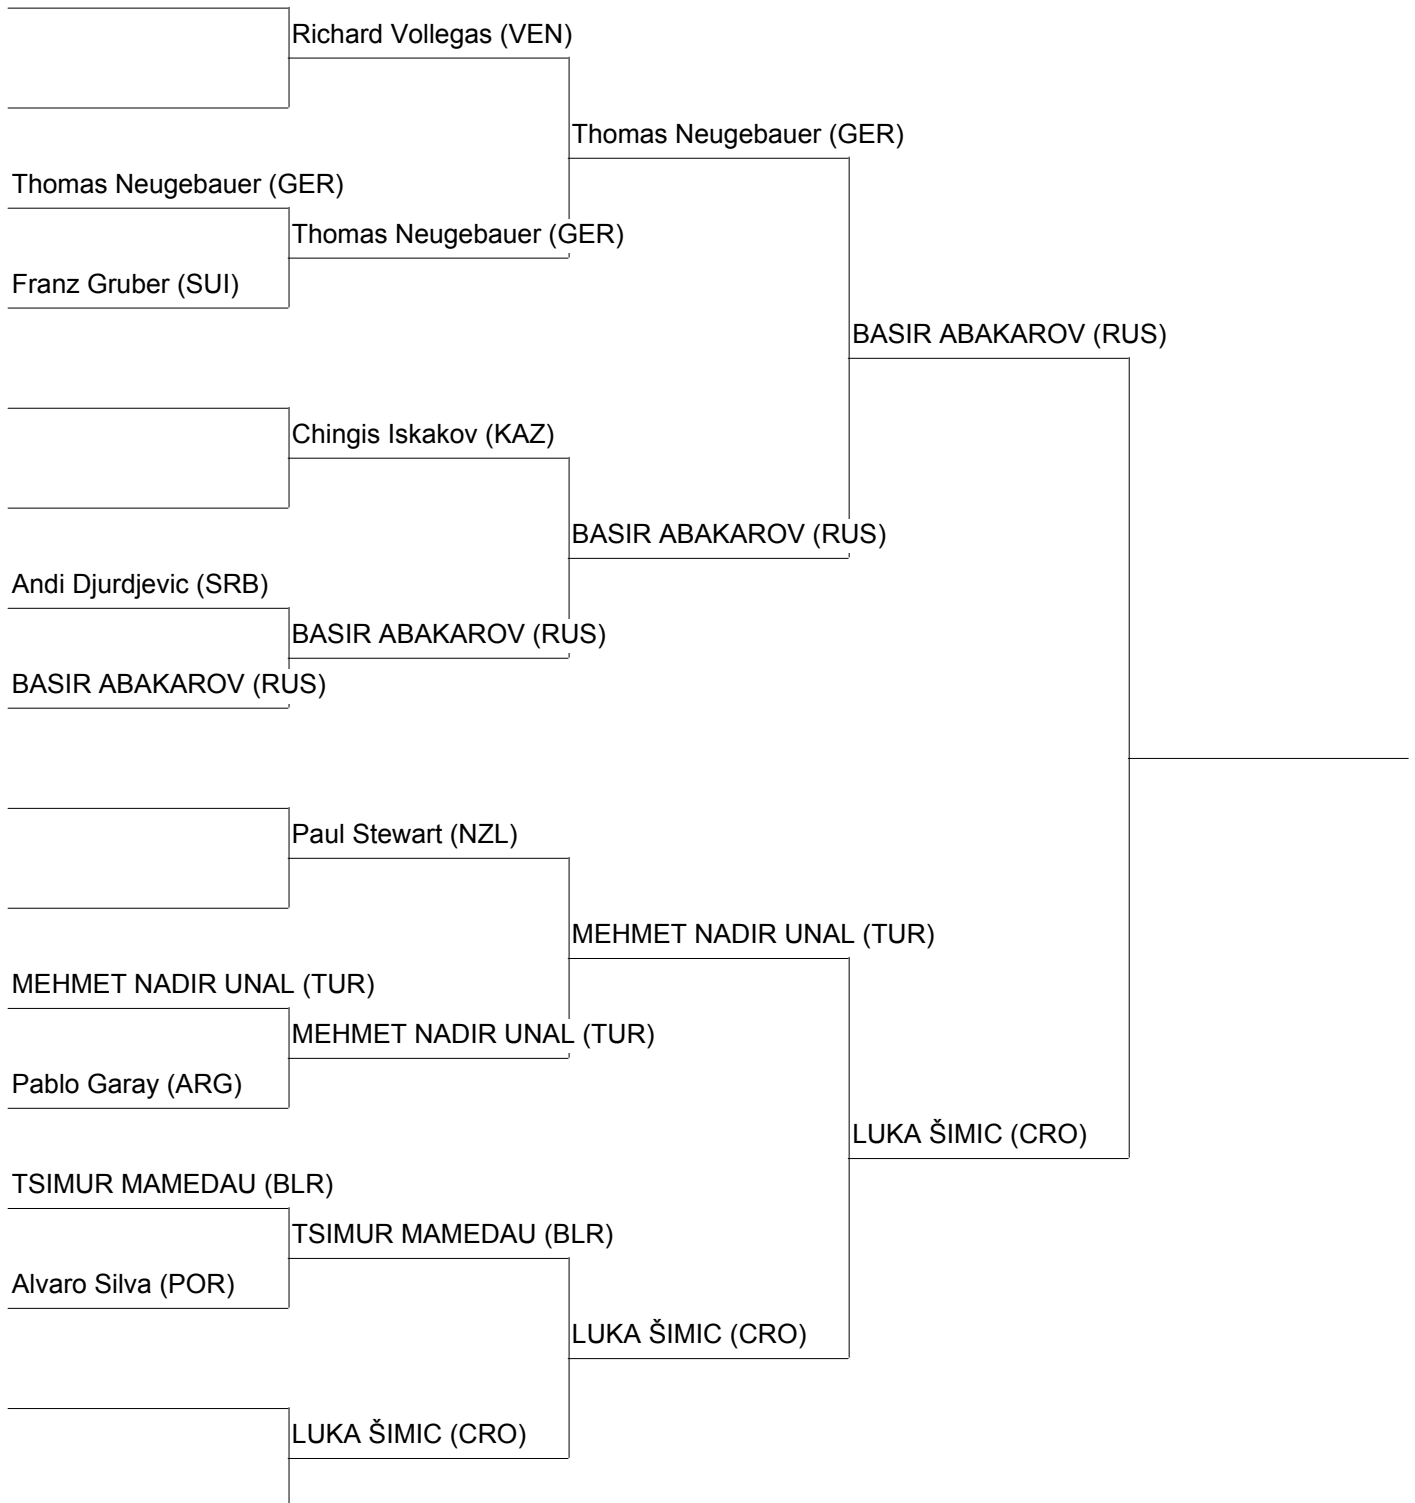 Richard Vollegas (VEN)
Thomas Neugebauer (GER)
Thomas Neugebauer (GER)
Thomas Neugebauer (GER)
Franz Gruber (SUI)
BASIR ABAKAROV (RUS)
Chingis Iskakov (KAZ)
BASIR ABAKAROV (RUS)
Andi Djurdjevic (SRB)
BASIR ABAKAROV (RUS)
BASIR ABAKAROV (RUS)
Paul Stewart (NZL)
MEHMET NADIR UNAL (TUR)
MEHMET NADIR UNAL (TUR)
MEHMET NADIR UNAL (TUR)
Pablo Garay (ARG)
LUKA ŠIMIC (CRO)
TSIMUR MAMEDAU (BLR)
TSIMUR MAMEDAU (BLR)
Alvaro Silva (POR)
LUKA ŠIMIC (CRO)
LUKA ŠIMIC (CRO)